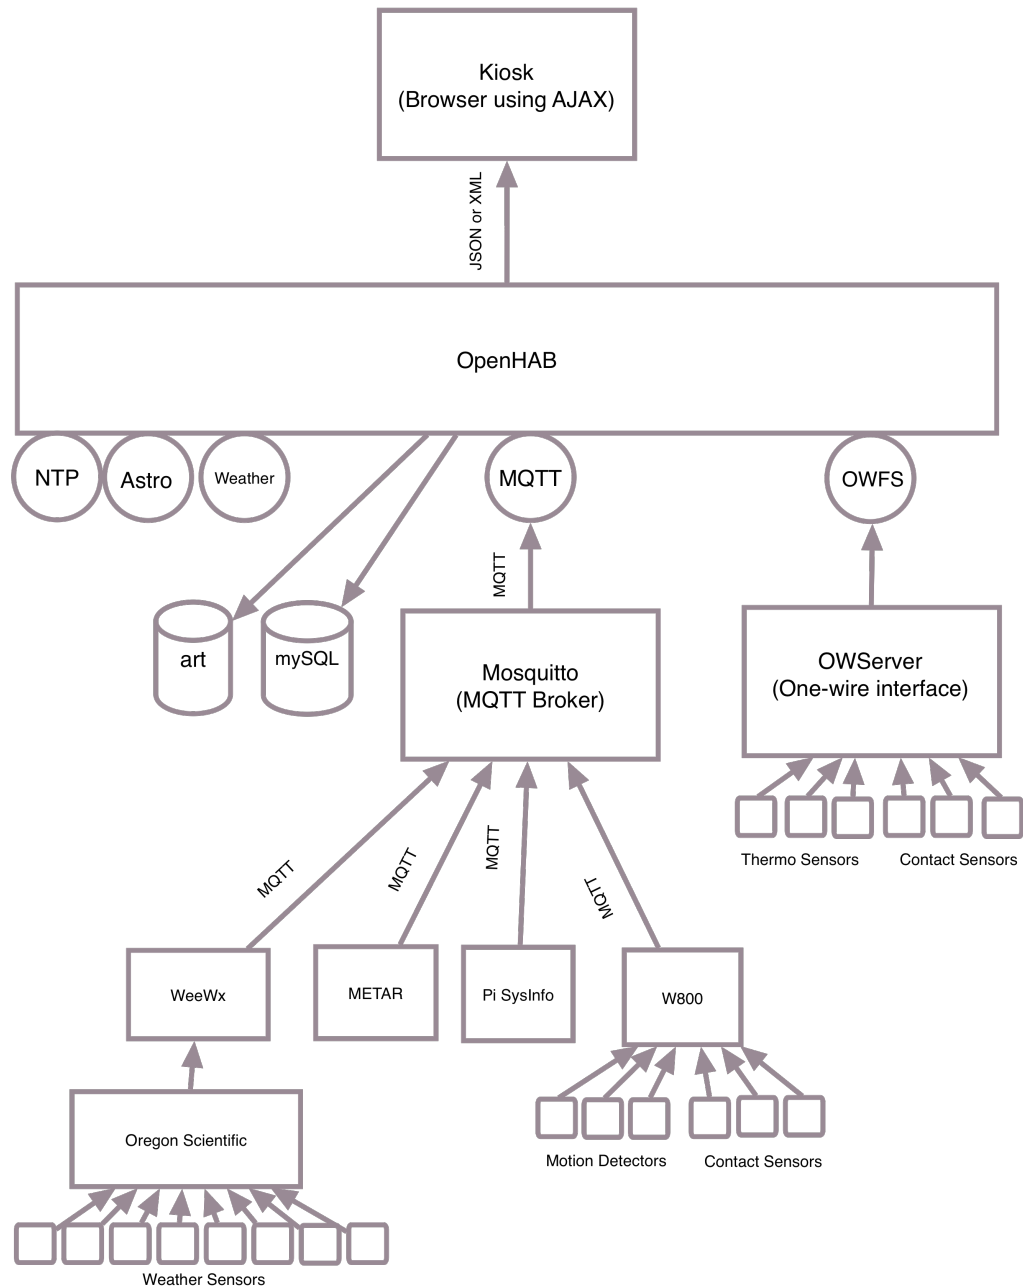 Kiosk
(Browser using AJAX)
JSON or XML
OpenHAB
NTP
Astro
Weather
MQTT
OWFS
MQTT
art
mySQL
Mosquitto
(MQTT Broker)
OWServer
(One-wire interface)
Thermo Sensors
Contact Sensors
MQTT
MQTT
MQTT
MQTT
WeeWx
METAR
Pi SysInfo
W800
Oregon Scientific
Motion Detectors
Contact Sensors
Weather Sensors